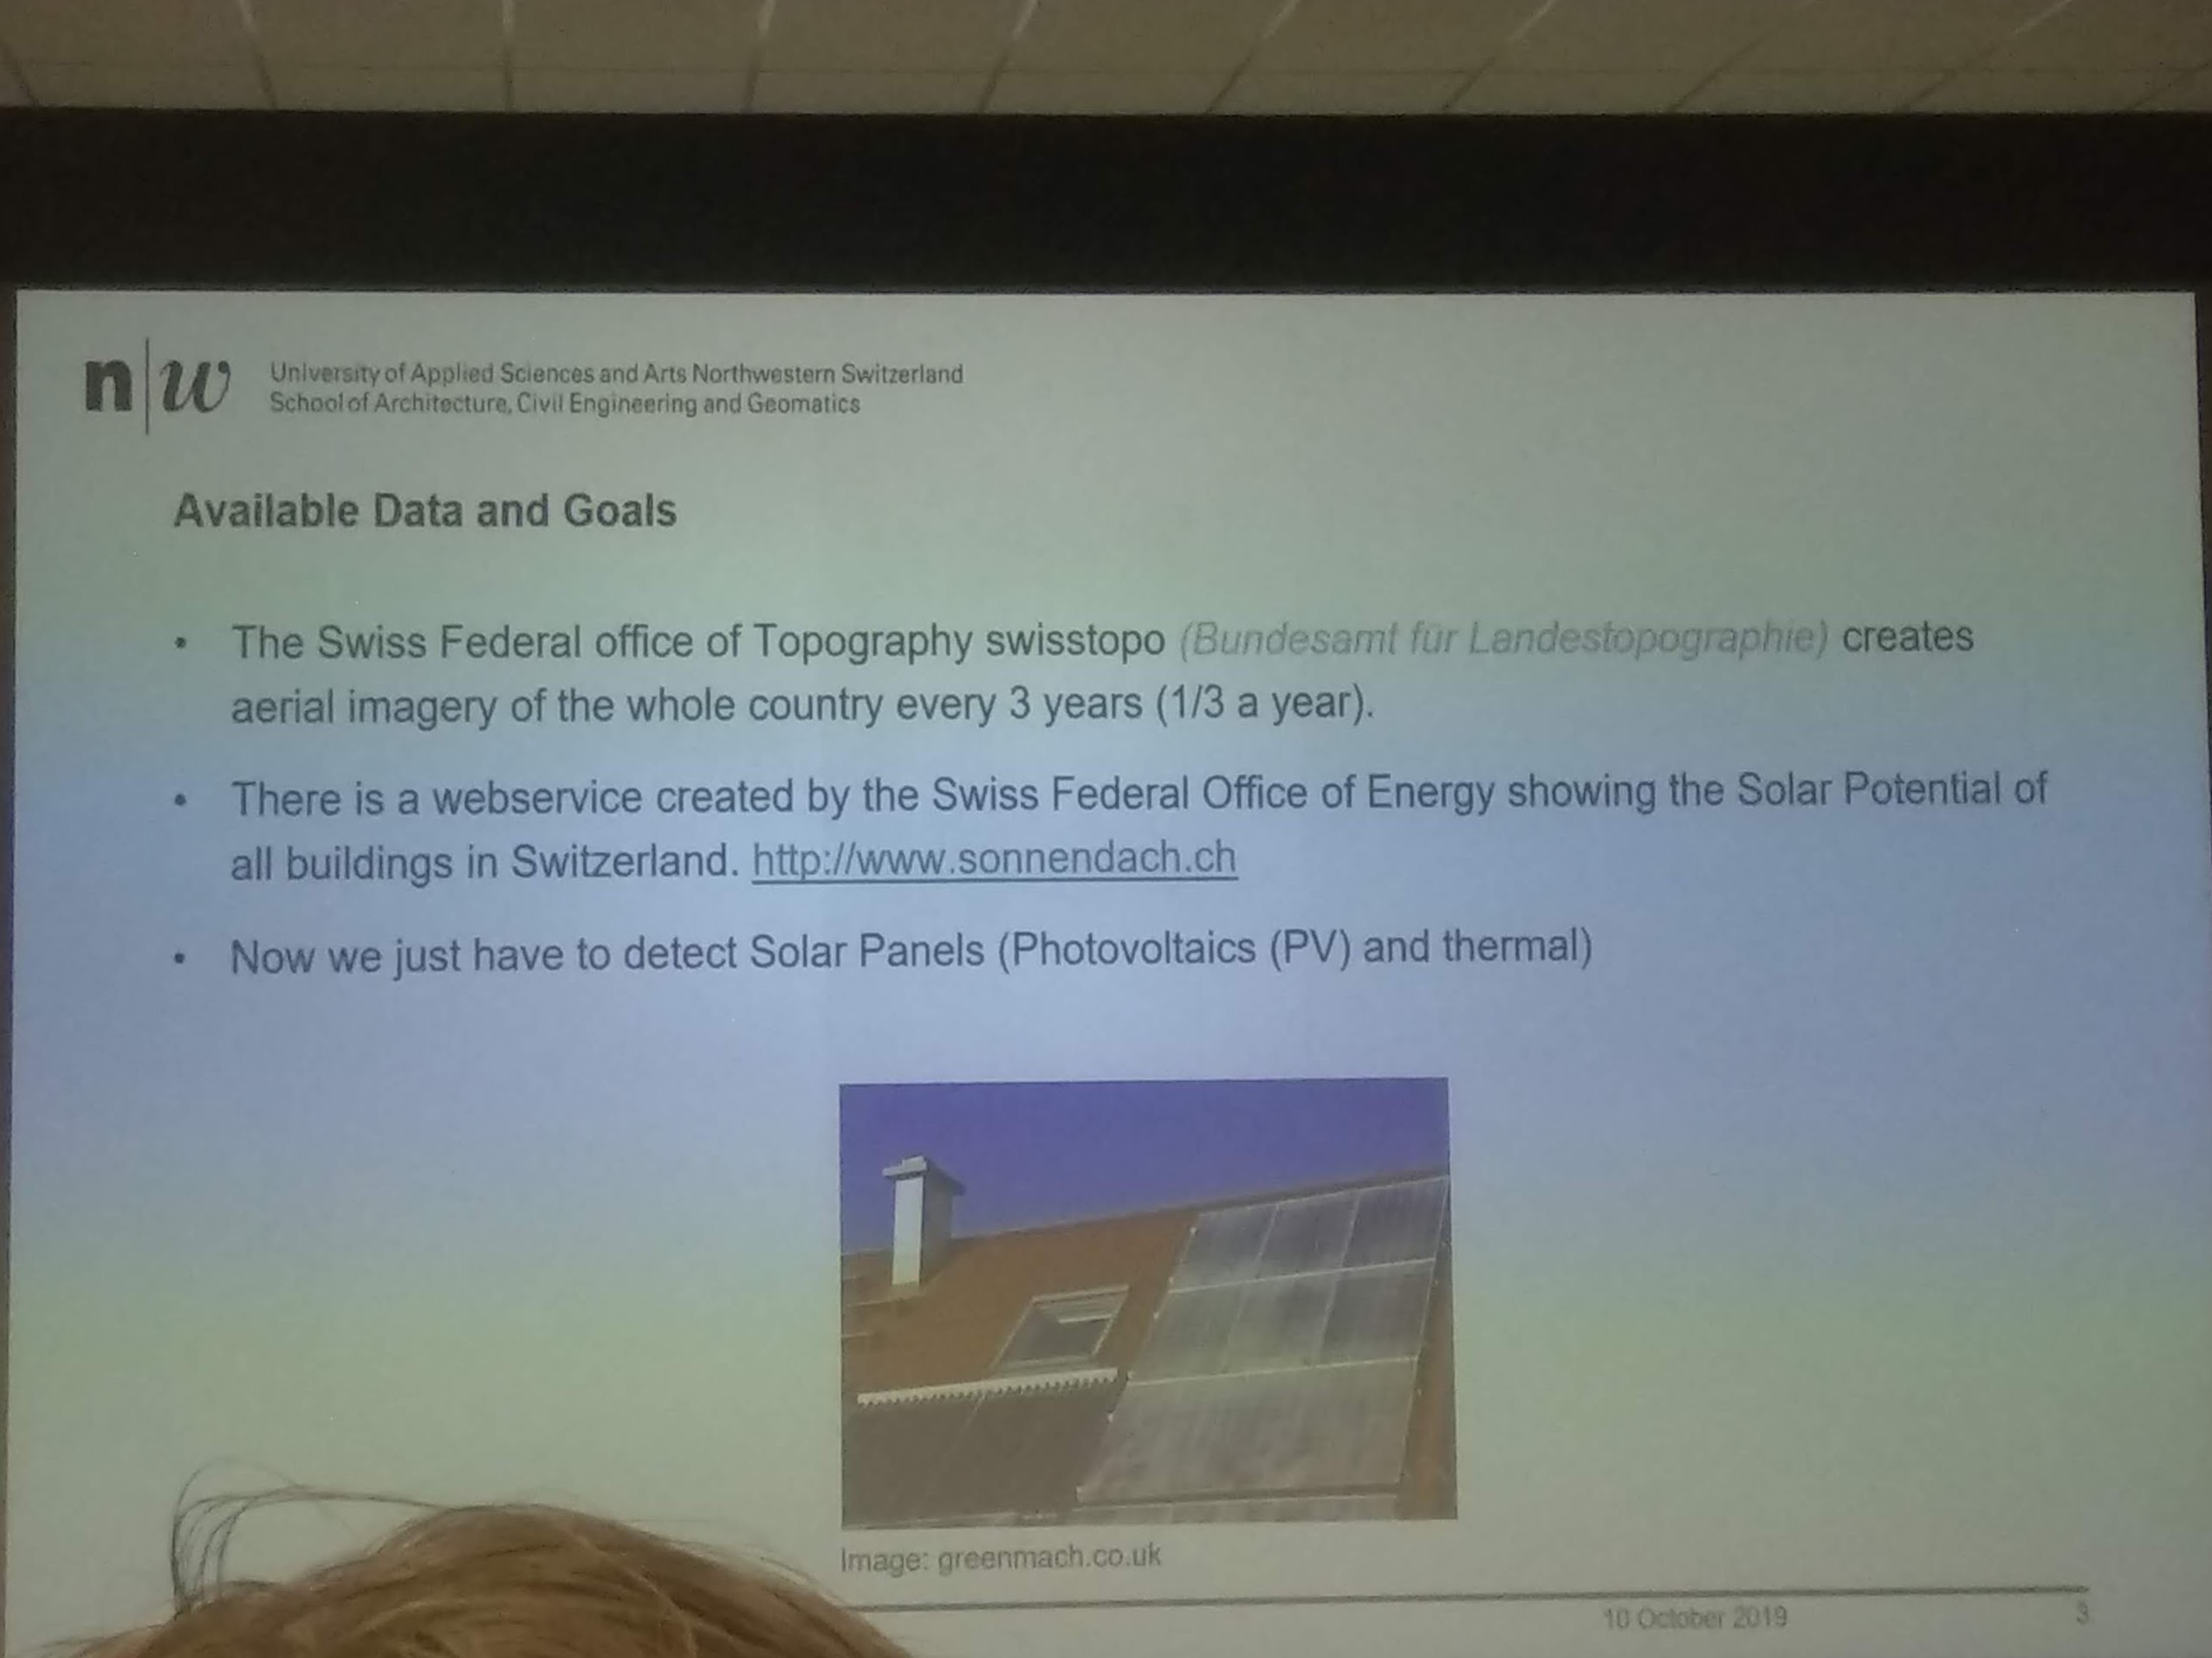 n|w
University of Applied Sciences and Arts Northwestern Switzerland
School of Architecture, Civil Engineering and Geomatics
Available Data and Goals
• The Swiss Federal office of Topography swisstopo (Bundesamt für Landestopographie) creates
aerial imagery of the whole country every 3 years (1/3 a year).
• There is a webservice created by the Swiss Federal Office of Energy showing the Solar Potential of
all buildings in Switzerland. http://www.sonnendach.ch
• Now we just have to detect Solar Panels (Photovoltaics (PV) and thermal)
Image: greenmach.co.uk
10 October 2019 3